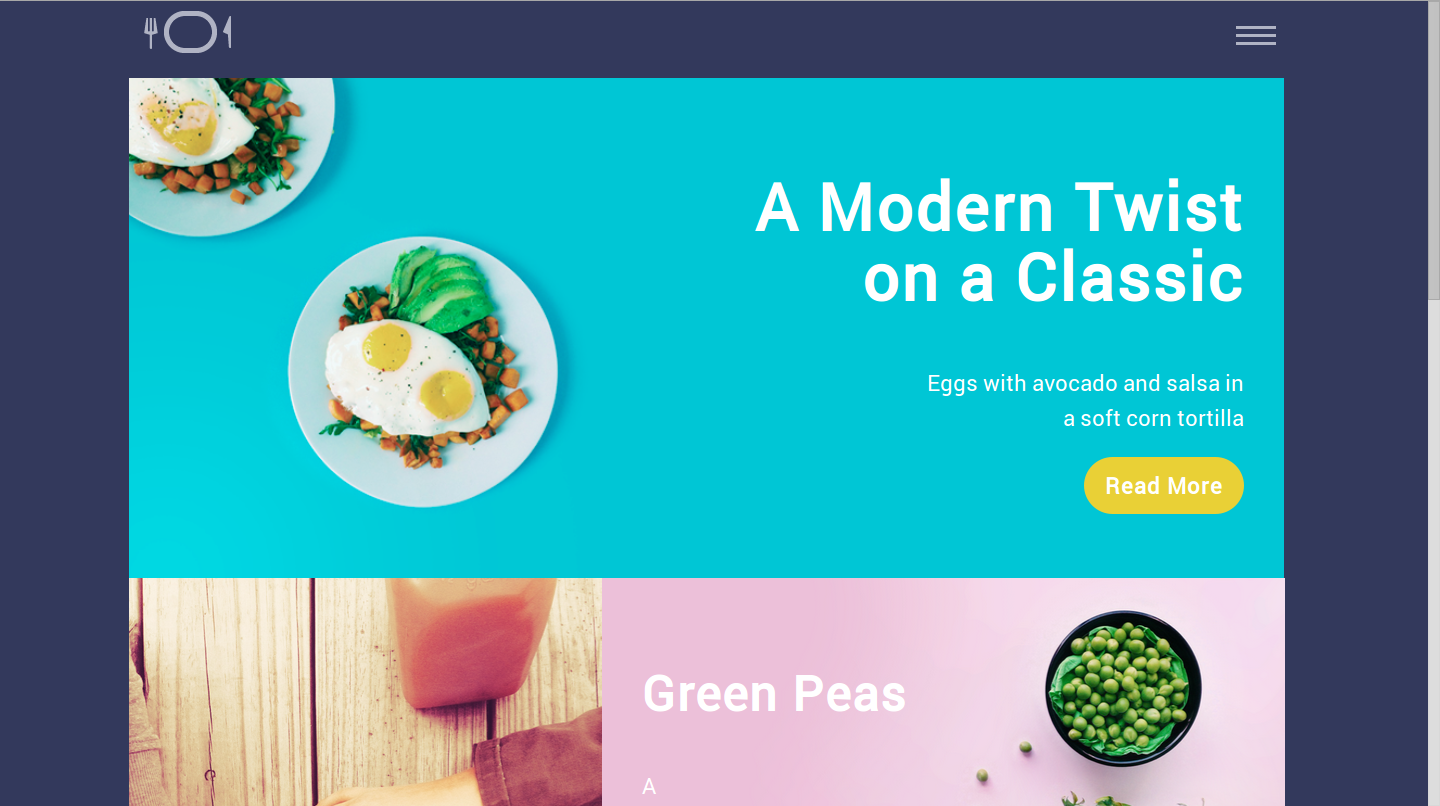 A Modern Twist
on a Classic
Eggs with avocado and salsa in
a soft corn tortilla
Read More
Green Peas
A